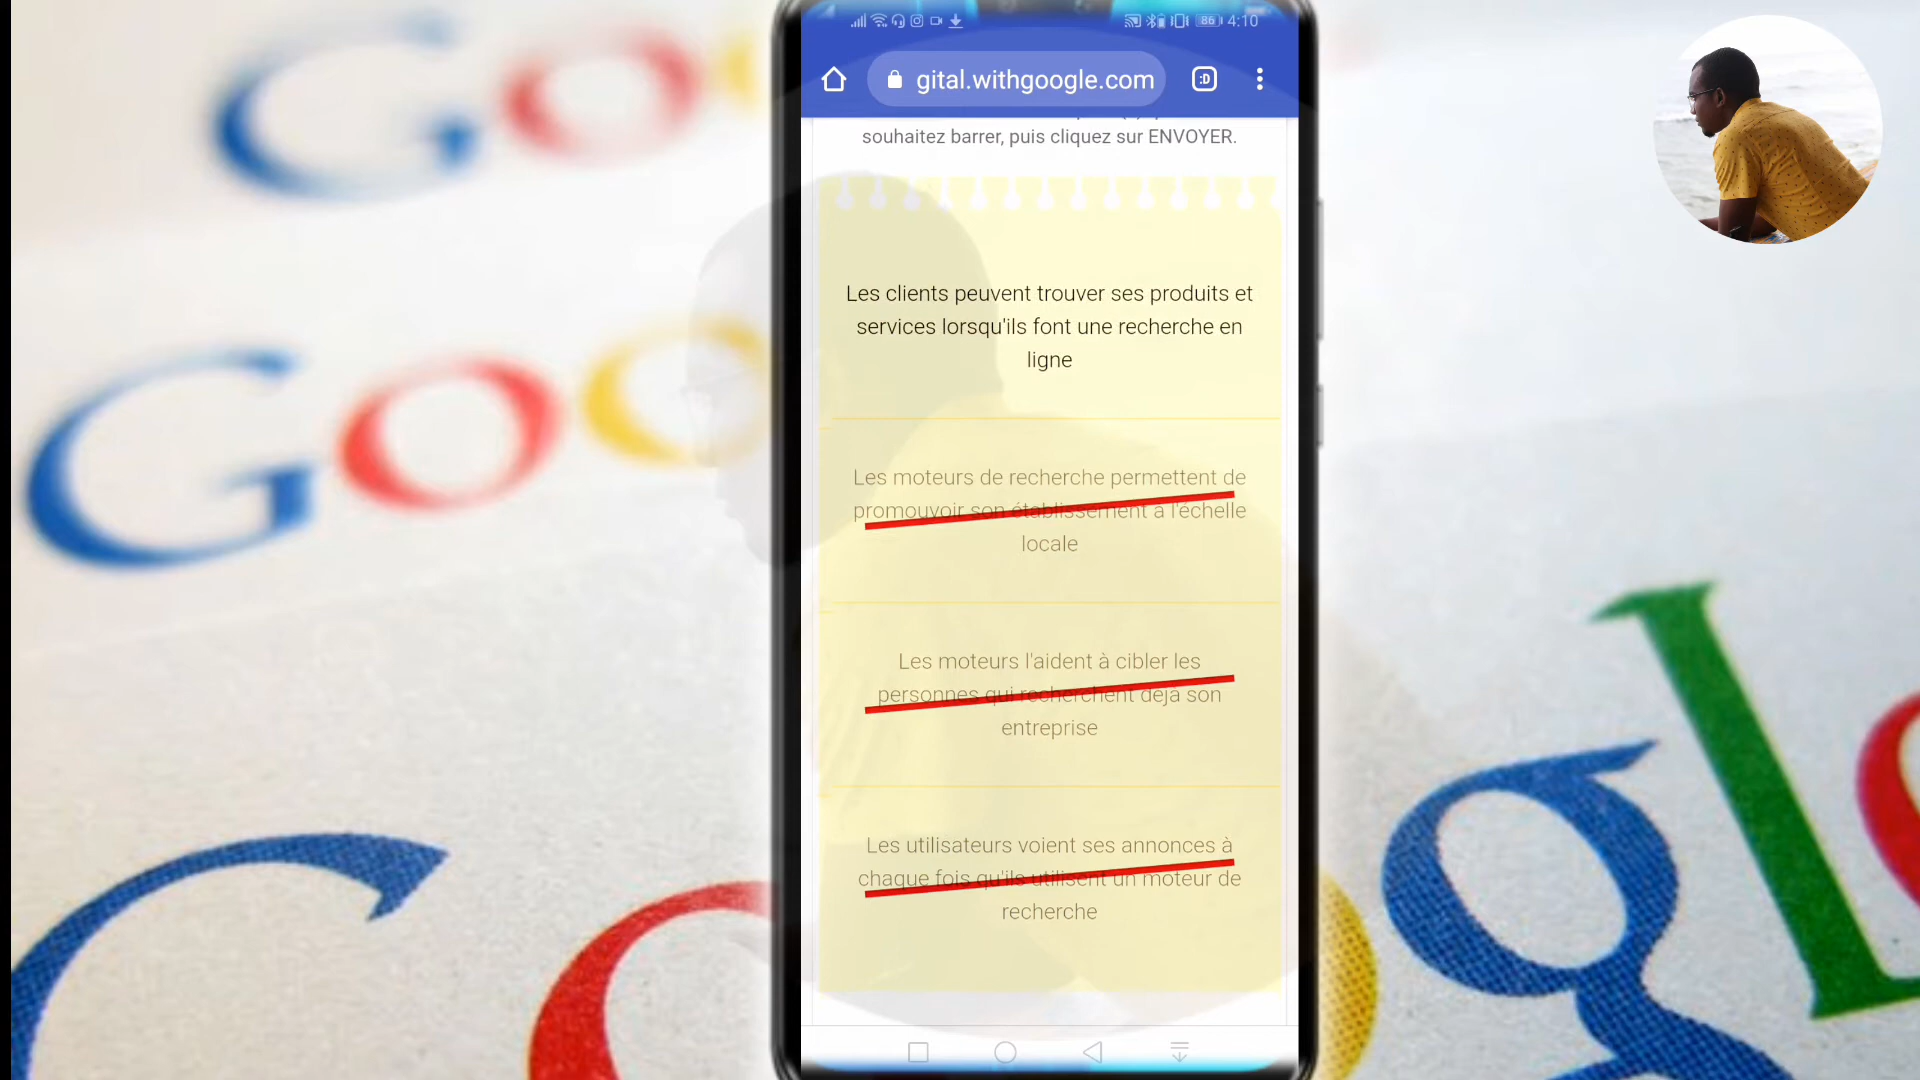 86 4:10
gital.withgoogle.com :D
souhaitez barrer, puis cliquez sur ENVOYER.
Les clients peuvent trouver ses produits et
services lorsqu'ils font une recherche en
ligne
Les moteurs de recherche permettent de
promouvoir son établissement à l'échelle
locale
Les moteurs l'aident à cibler les
personnes qui recherchent déjà son
entreprise
Les utilisateurs voient ses annonces à
chaque fois qu'ils utilisent un moteur de
recherche